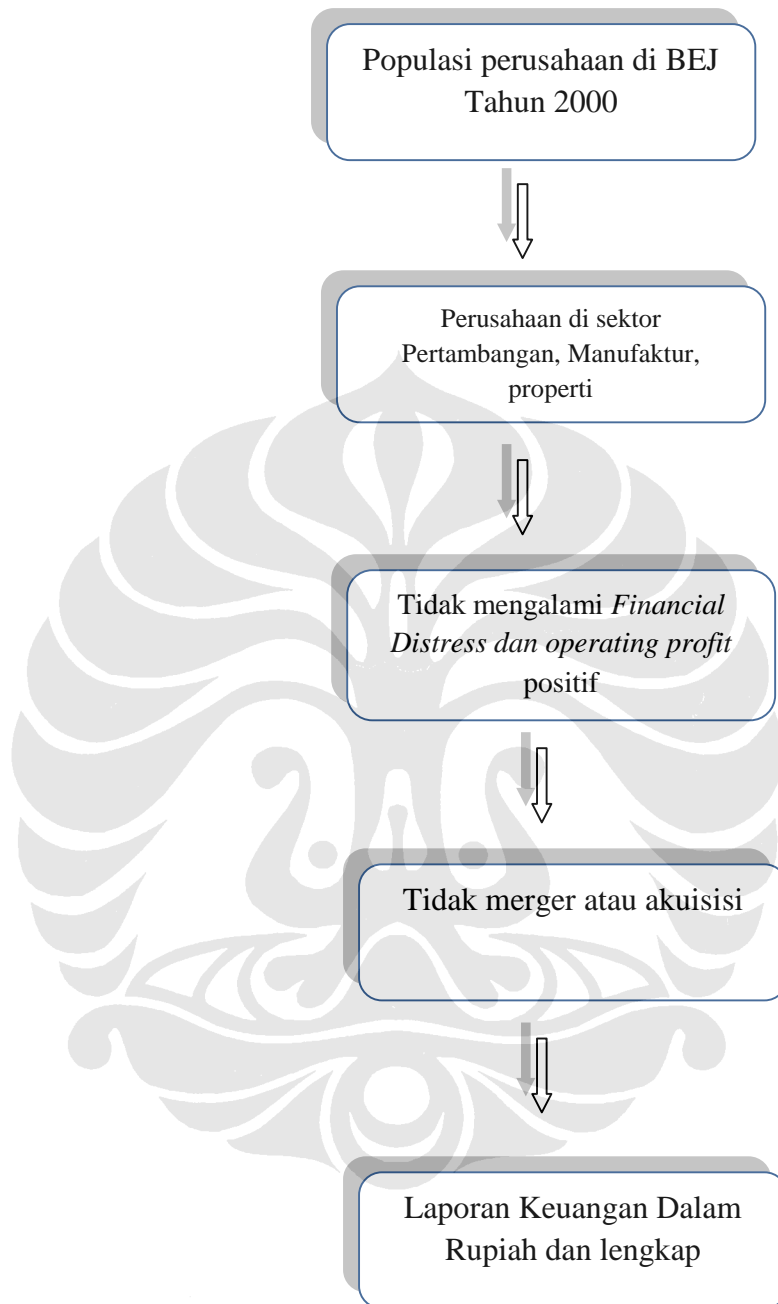 Populasi perusahaan di BEJ
Tahun 2000
Perusahaan di sektor
Pertambangan, Manufaktur,
properti
Tidak mengalami Financial
Distress dan operating profit
positif
Tidak merger atau akuisisi
Laporan Keuangan Dalam
Rupiah dan lengkap